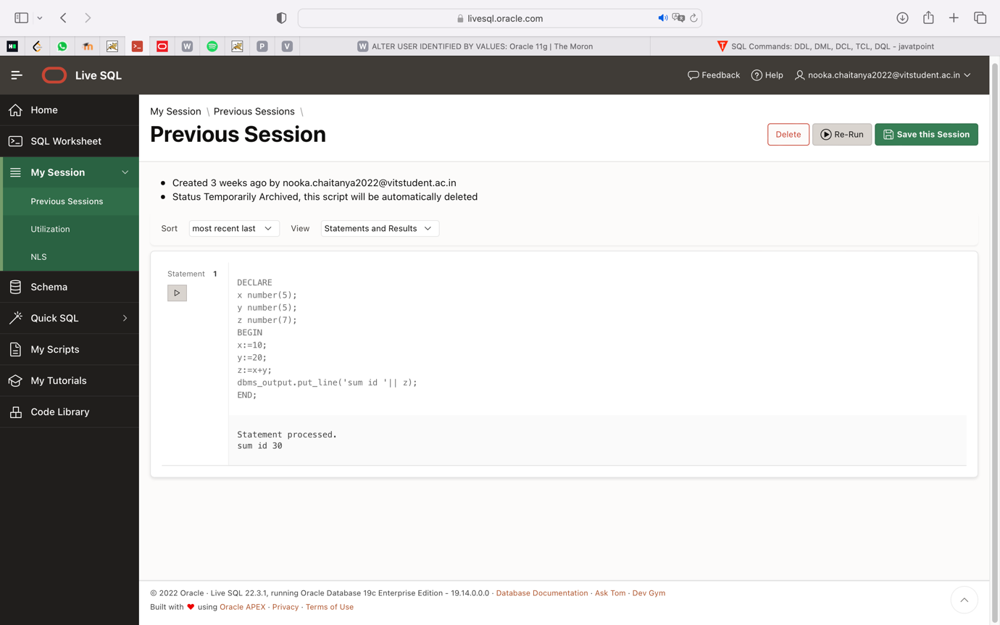 livesql.oracle.com
W ALTER USER IDENTIFIED BY VALUES: Oracle 11g | The Moron
SQL Commands: DDL, DML, DCL, TCL, DQL - javatpoint
W
P
V
Live SQL
Feedback
Help
nooka.chaitanya2022@vitstudent.ac.in
Home
SQL Worksheet
My Session
Previous Sessions
Utilization
NLS
Schema
Quick SQL
My Scripts
My Tutorials
Code Library
My Session \ Previous Sessions \
Previous Session
Delete
Re-Run
Save this Session
Created 3 weeks ago by nooka.chaitanya2022@vitstudent.ac.in
Status Temporarily Archived, this script will be automatically deleted
Sort most recent last View Statements and Results
Statement 1
DECLARE
x number(5);
y number(5);
z number(7);
BEGIN
x:=10;
y:=20;
z:=x+y;
dbms_output.put_line('sum id '|| z);
END;
Statement processed.
sum id 30
© 2022 Oracle · Live SQL 22.3.1, running Oracle Database 19c Enterprise Edition - 19.14.0.0.0 · Database Documentation · Ask Tom · Dev Gym
Built with ❤ using Oracle APEX · Privacy · Terms of Use